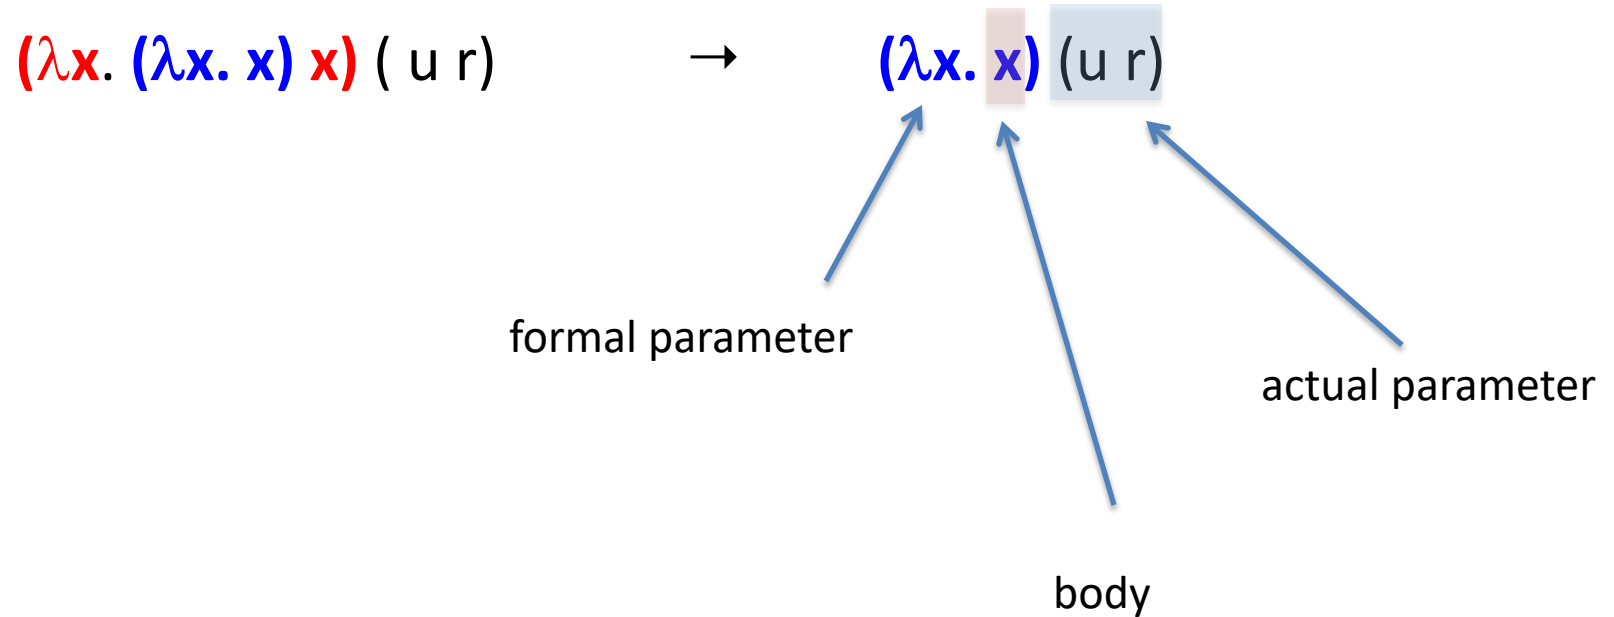 (λx. (λx. x) x) ( u r) → (λx. x) (u r)
formal parameter
actual parameter
body